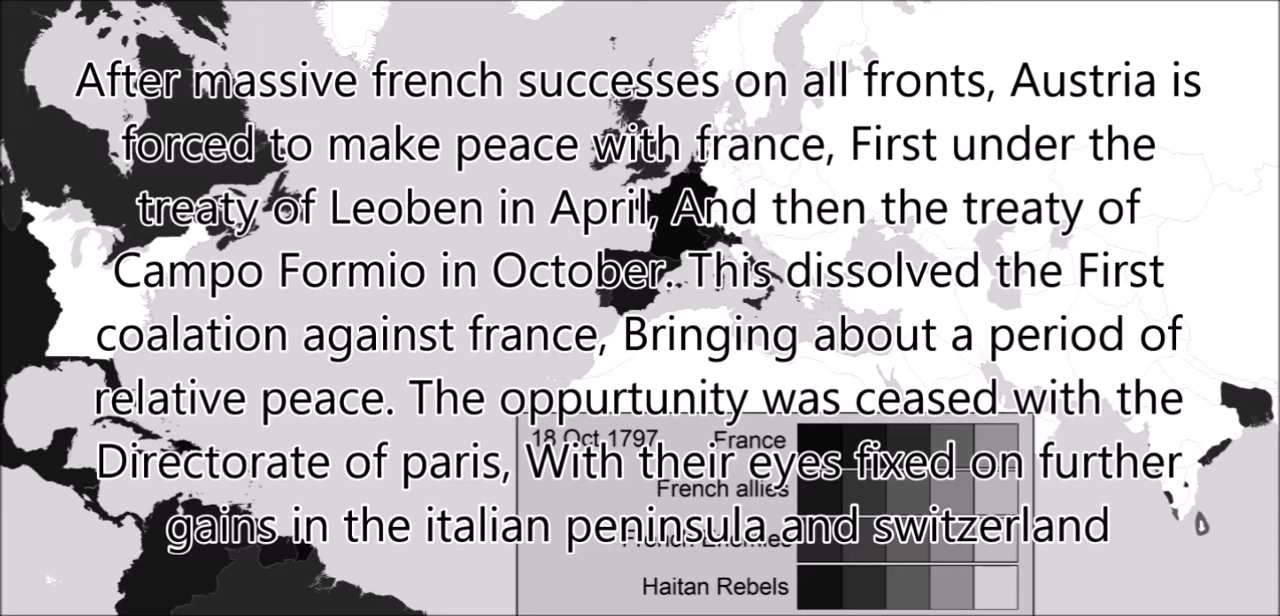 After massive french successes on all fronts, Austria is
forced to make peace with france, First under the
treaty of Leoben in April, And then the treaty of
Campo Formio in October. This dissolved the First
coalation against france, Bringing about a period of
relative peace. The oppurtunity was ceased with the
Directorate of paris, With their eyes fixed on further
gains in the italian peninsula and switzerland
18 Oct 1797
France
French allies
French Enemies
Haitan Rebels